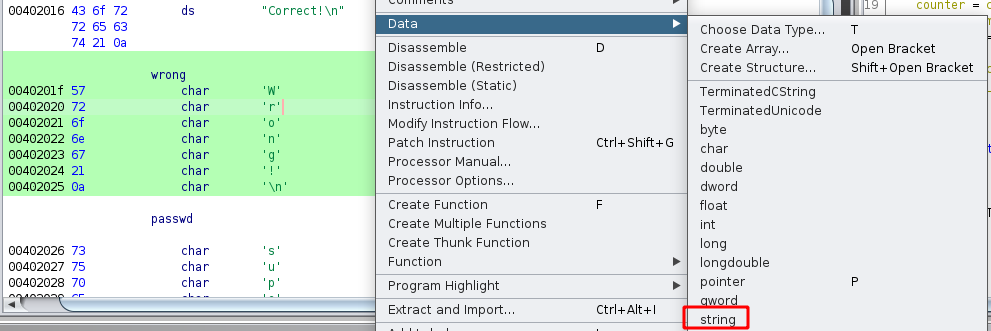 00402016 43 6f 72 ds "Correct!\n"
72 65 63
74 21 0a
wrong
0040201f 57 char 'W'
00402020 72 char 'r'
00402021 6f char 'o'
00402022 6e char 'n'
00402023 67 char 'g'
00402024 21 char '!'
00402025 0a char '\n'
passwd
00402026 73 char 's'
00402027 75 char 'u'
00402028 70 char 'p'
00402029 65 char
Comments
Data
Disassemble D
Disassemble (Restricted)
Disassemble (Static)
Instruction Info...
Modify Instruction Flow...
Patch Instruction Ctrl+Shift+G
Processor Manual...
Processor Options...
Create Function F
Create Multiple Functions
Create Thunk Function
Function
Program Highlight
Extract and Import... Ctrl+Alt+I
Choose Data Type... T
Create Array... Open Bracket
Create Structure... Shift+Open Bracket
TerminatedCString
TerminatedUnicode
byte
char
double
dword
float
int
long
longdouble
pointer P
qword
string
19 counter =